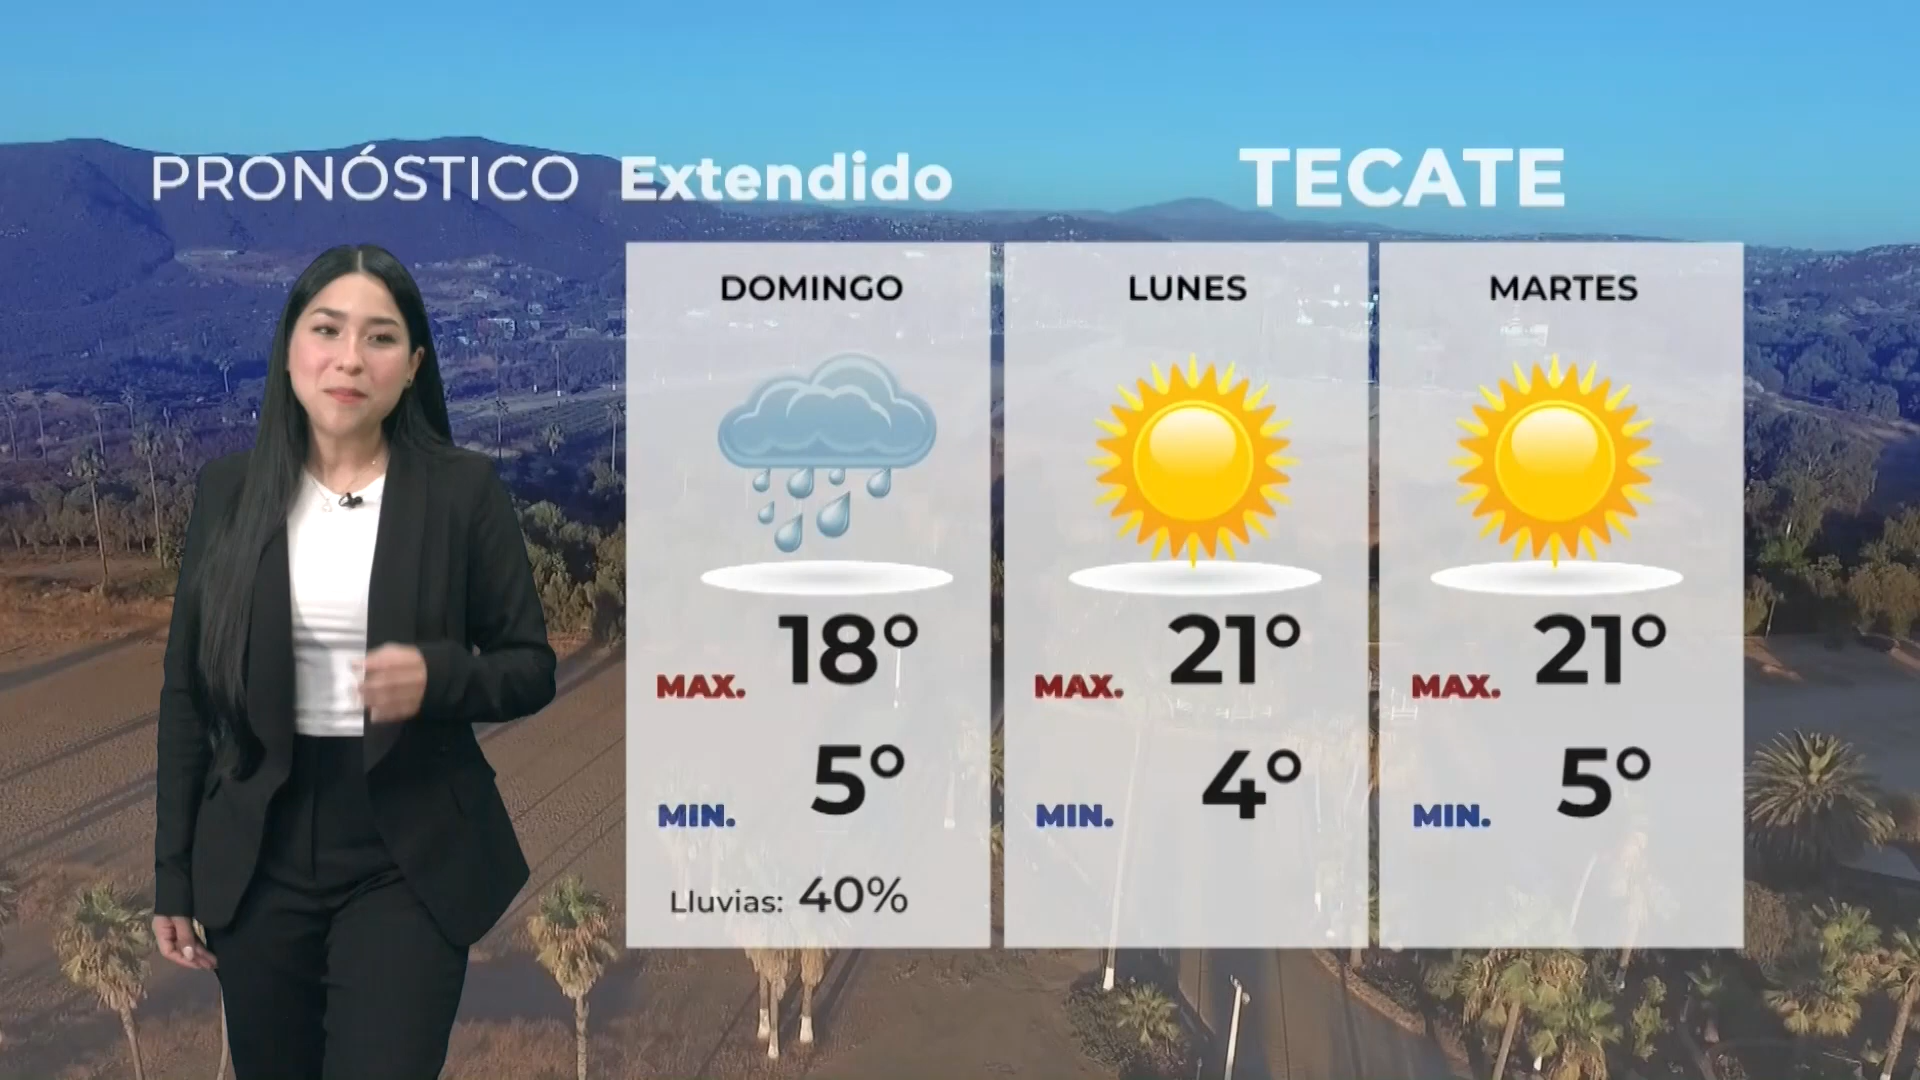 PRONÓSTICO Extendido TECATE
DOMINGO
18°
MAX.
5°
MIN.
Lluvias: 40%
LUNES
21°
MAX.
4°
MIN.
MARTES
21°
MAX.
5°
MIN.